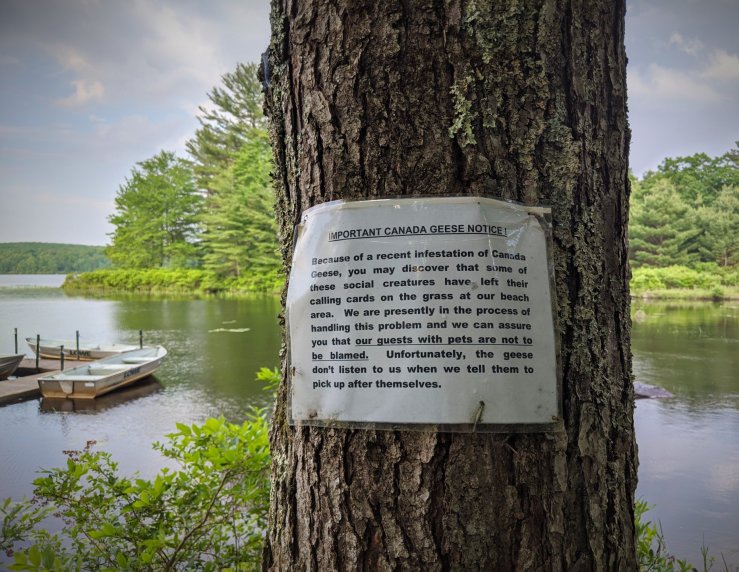 IMPORTANT CANADA GEESE NOTICE!
Because of a recent infestation of Canada
Geese, you may discover that some of
these social creatures have left their
calling cards on the grass at our beach
area. We are presently in the process of
handling this problem and we can assure
you that our guests with pets are not to
be blamed. Unfortunately, the geese
don't listen to us when we tell them to
pick up after themselves.